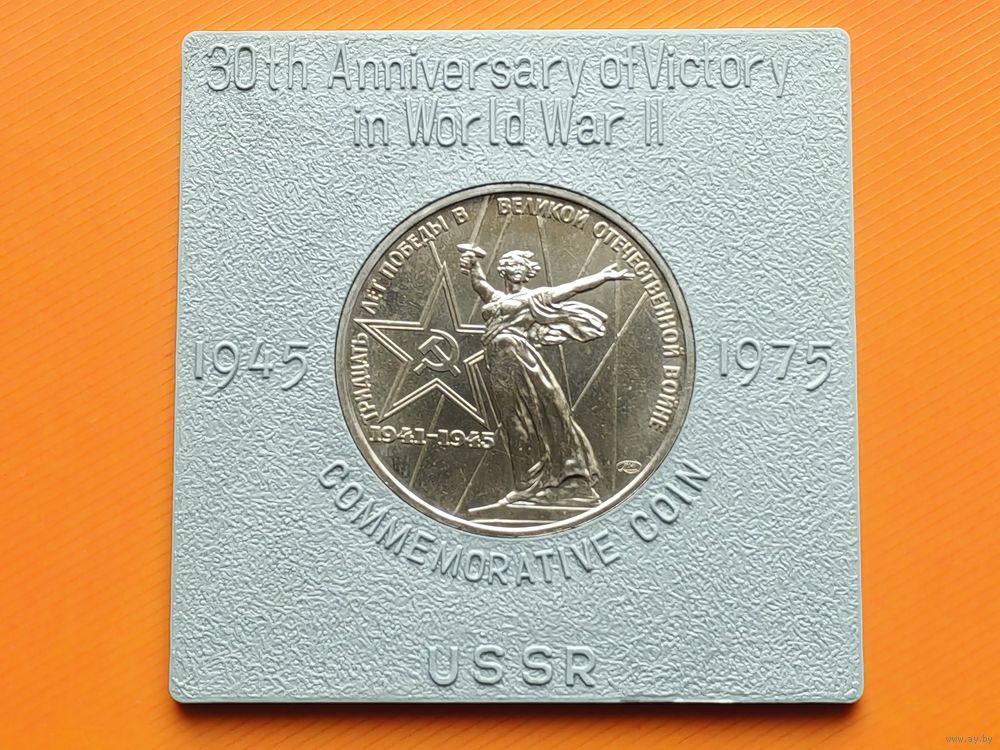 30th Anniversary of Victory
in World War II
ТРИДЦАТЬ ЛЕТ ПОБЕДЫ В ВЕЛИКОЙ ОТЕЧЕСТВЕННОЙ ВОЙНЕ
1945
1975
1941-1945
COMMEMORATIVE COIN
USSR
www.ay.by